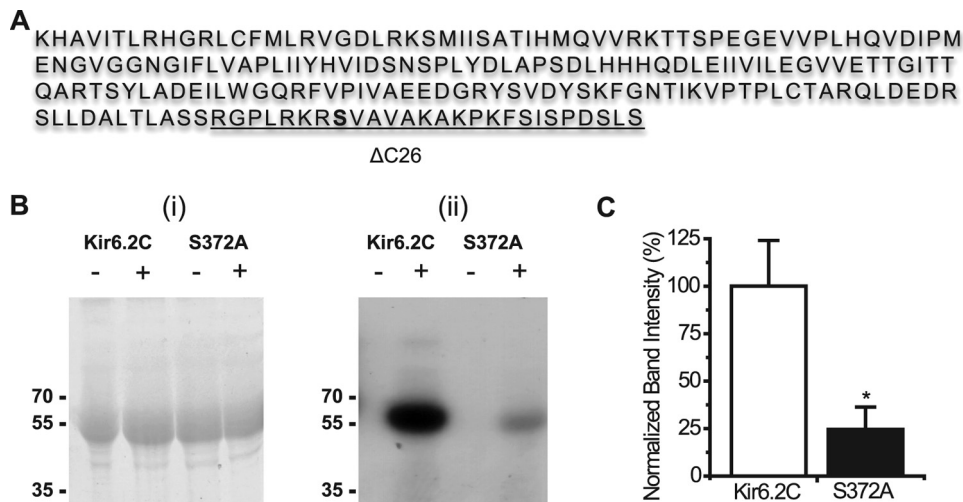 A
KHAVITLRHGRLCFMLRVGDLRKSMIISATIHMQVVRKTTSPEGEVVPLHQVDIPM
ENGVGGNGIFLVAPLIIYHVIDSNSPLYDLAPSDLHHHQDLEIIVILEGVVETTGITT
QARTSYLADEILWGQRFVPIVAEEDGRYSVDYSKFGNTIKVPTPLCTARQLDEDR
SLLDALTLASSRGPLRKRSVAVAKAKPKFSISPDSLS
ΔC26
B
(i)
Kir6.2C S372A
- + - +
70 -
55 -
35 -
(ii)
Kir6.2C S372A
- + - +
70 -
55 -
35 -
C
Normalized Band Intensity (%)
125
100
75
50
25
0
*
Kir6.2C S372A